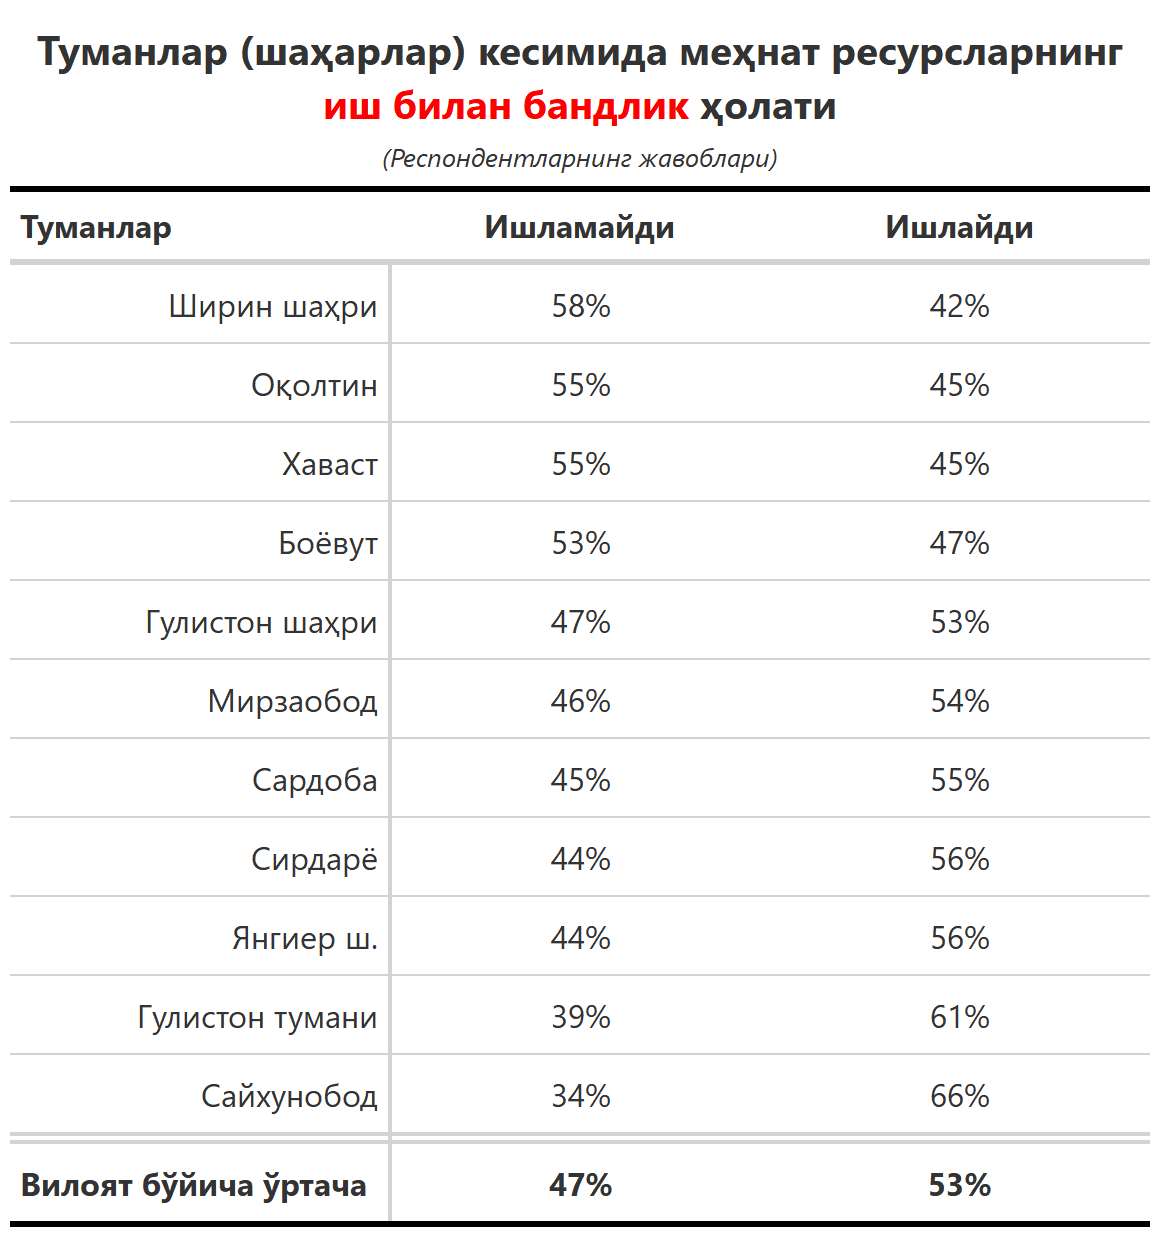 Туманлар (шаҳарлар) кесимида меҳнат ресурсларнинг
иш билан бандлик ҳолати
(Респондентларнинг жавоблари)
Туманлар Ишламайди Ишлайди
Ширин шаҳри 58% 42%
Оқолтин 55% 45%
Хаваст 55% 45%
Боёвут 53% 47%
Гулистон шаҳри 47% 53%
Мирзаобод 46% 54%
Сардоба 45% 55%
Сирдарё 44% 56%
Янгиер ш. 44% 56%
Гулистон тумани 39% 61%
Сайхунобод 34% 66%
Вилоят бўйича ўртача 47% 53%